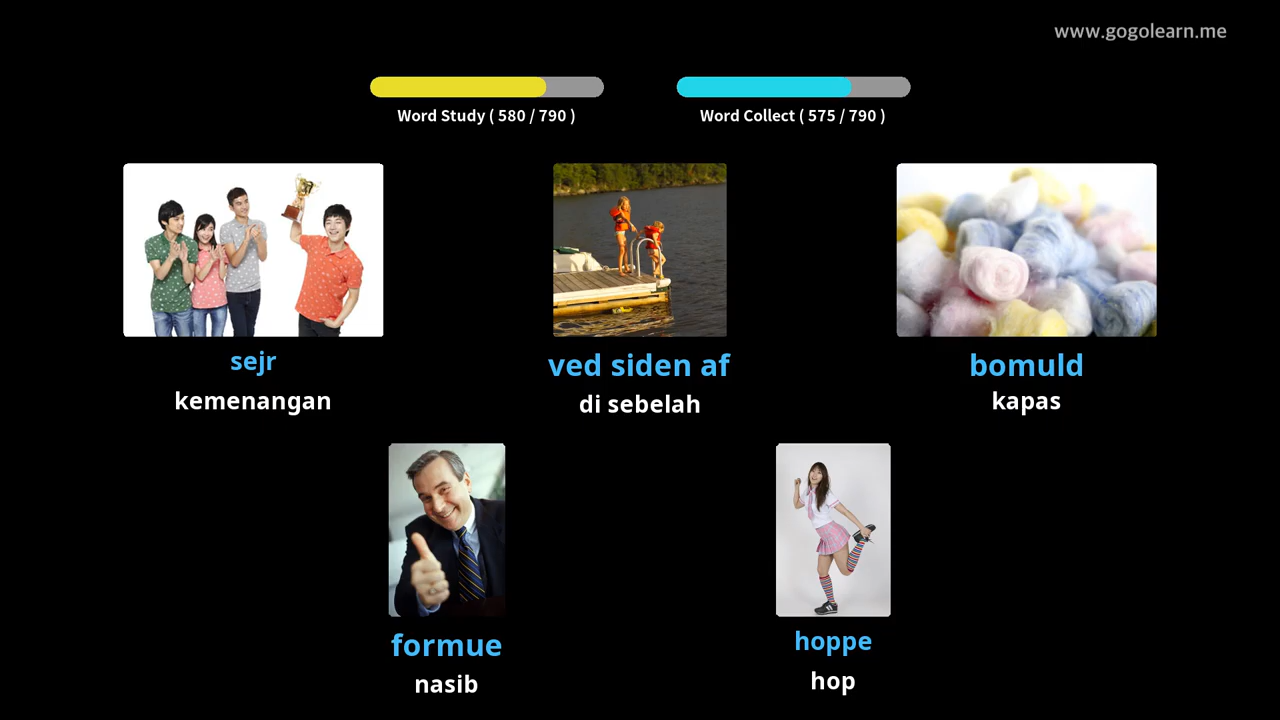 www.gogolearn.me
Word Study ( 580 / 790 )
Word Collect ( 575 / 790 )
sejr
kemenangan
ved siden af
di sebelah
bomuld
kapas
formue
nasib
hoppe
hop